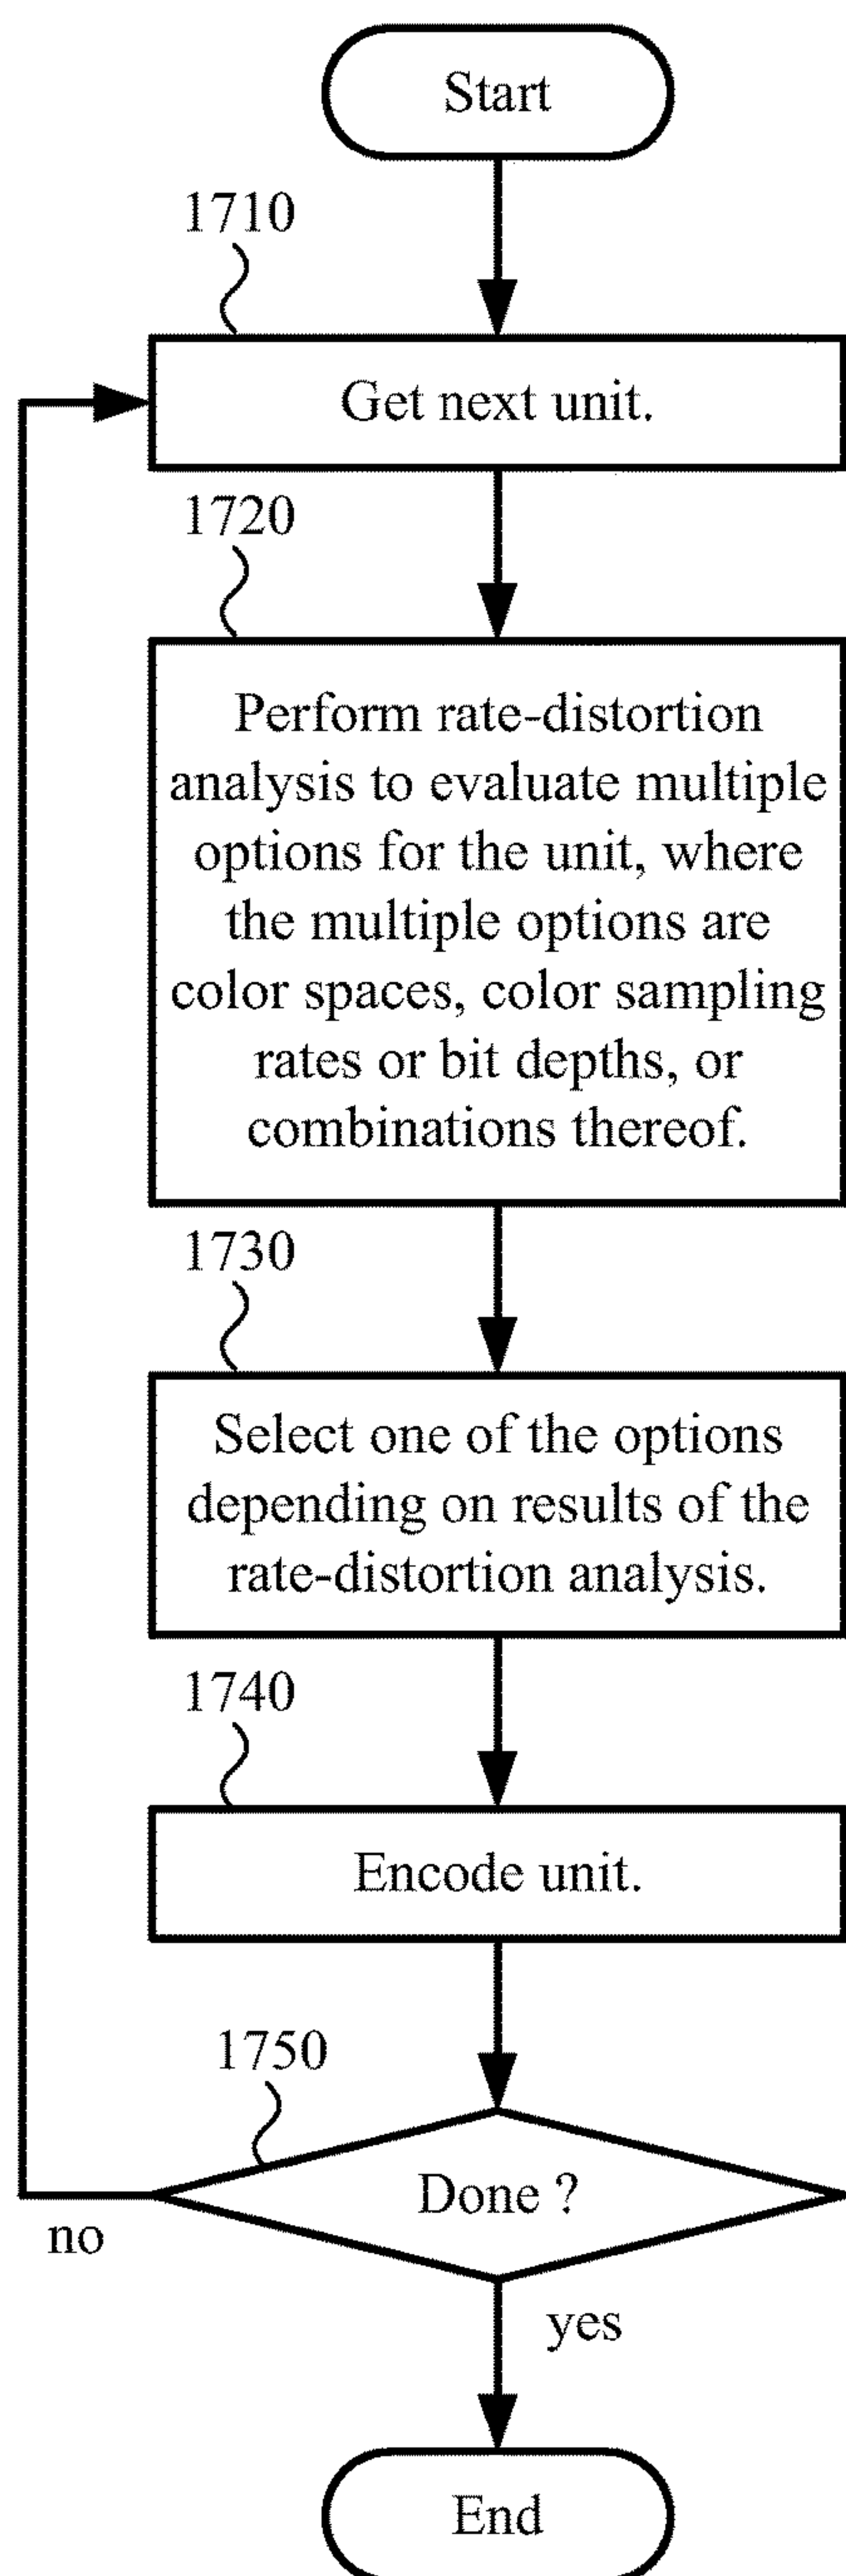 Start
1710
Get next unit.
1720
Perform rate-distortion
analysis to evaluate multiple
options for the unit, where
the multiple options are
color spaces, color sampling
rates or bit depths, or
combinations thereof.
1730
Select one of the options
depending on results of the
rate-distortion analysis.
1740
Encode unit.
1750
Done ?
no
yes
End